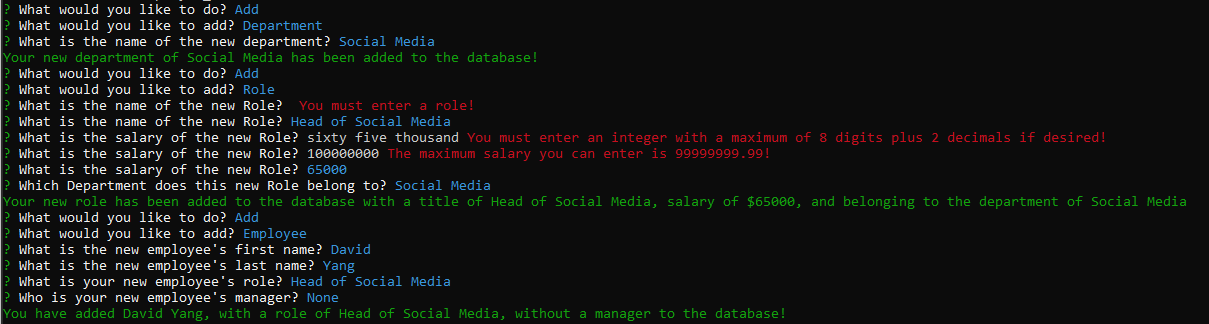 ? What would you like to do? Add
? What would you like to add? Department
? What is the name of the new department? Social Media
Your new department of Social Media has been added to the database!
? What would you like to do? Add
? What would you like to add? Role
? What is the name of the new Role?  You must enter a role!
? What is the name of the new Role? Head of Social Media
? What is the salary of the new Role? sixty five thousand You must enter an integer with a maximum of 8 digits plus 2 decimals if desired!
? What is the salary of the new Role? 100000000 The maximum salary you can enter is 99999999.99!
? What is the salary of the new Role? 65000
? Which Department does this new Role belong to? Social Media
Your new role has been added to the database with a title of Head of Social Media, salary of $65000, and belonging to the department of Social Media
? What would you like to do? Add
? What would you like to add? Employee
? What is the new employee's first name? David
? What is the new employee's last name? Yang
? What is your new employee's role? Head of Social Media
? Who is your new employee's manager? None
You have added David Yang, with a role of Head of Social Media, without a manager to the database!